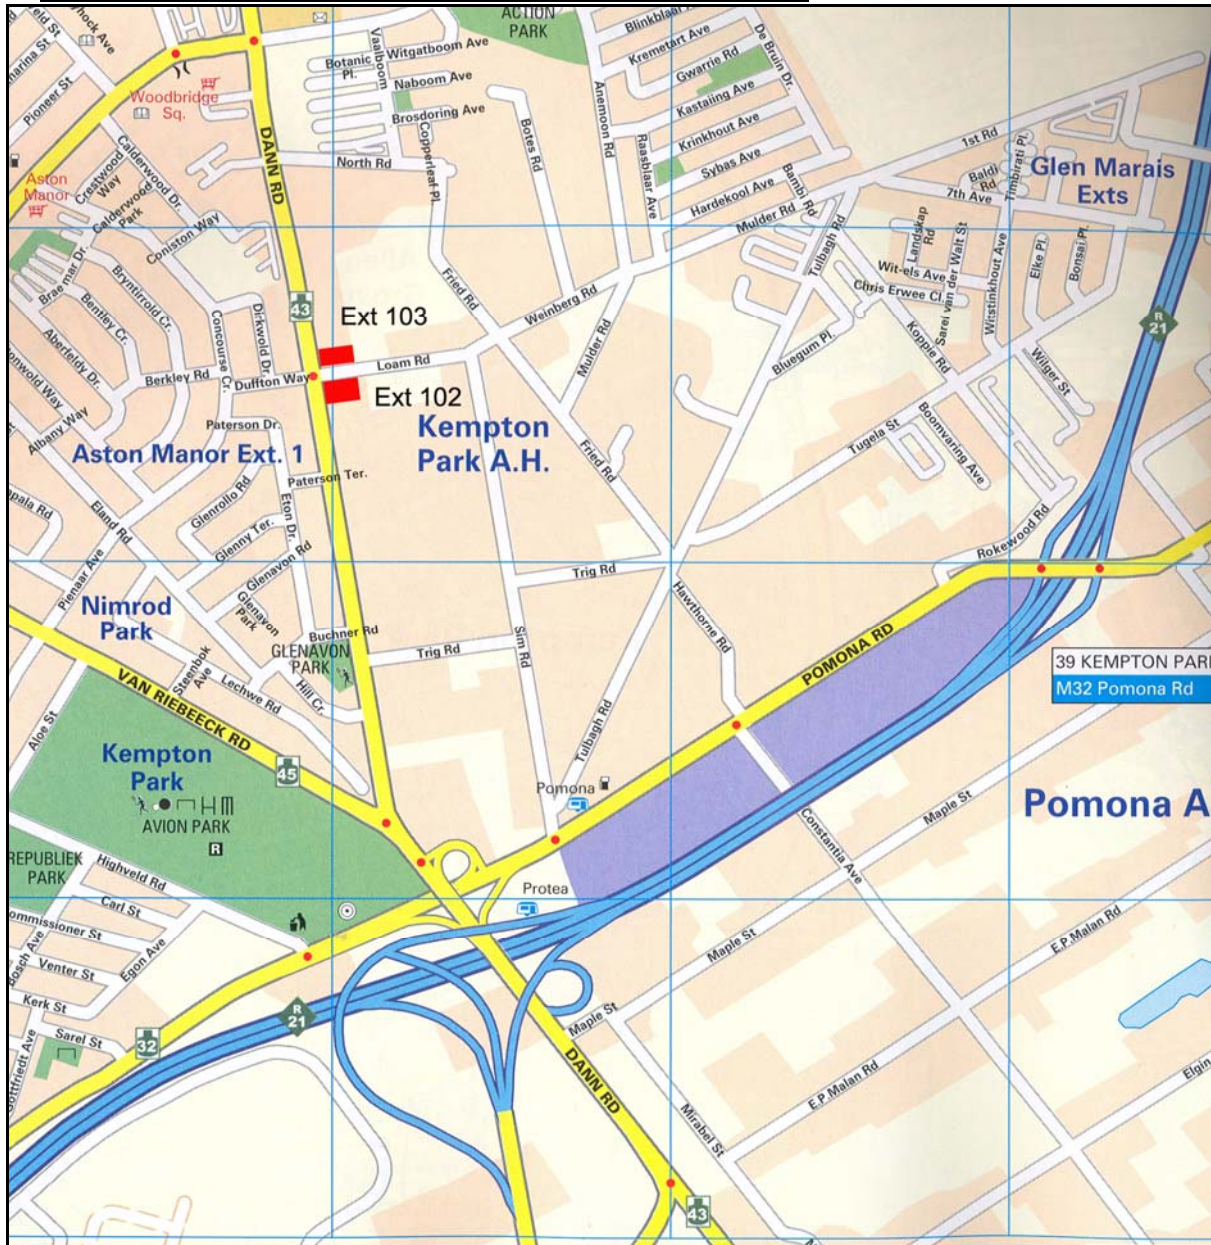 ACTION
PARK
Blinkblaar
Kremetart Ave
De Bruin Dr.
Gwarrie Rd
Kastaiing Ave
Krinkhout Ave
Sybas Ave
Hardekool Ave
Mulder Rd
Bambi Rd
Raasblaar Ave
Anemoon Rd
Botes Rd
Vaalboom
Botanic
Pl.
Witgatboom Ave
Naboom Ave
Brosdoring Ave
Copperleaf Pl.
North Rd
DANN RD
Woodbridge
Sq.
Pioneer St
Aston
Manor
Crestwood
Way
Calderwood Dr.
Calderwood
Park
Coniston Way
1st Rd
Glen Marais
Exts
Timbirati Pl.
Baldi
Rd
7th Ave
Tulbagh Rd
Landskap
Rd
Sarel van der Walt St
Wit-els Ave
Chris Erwee Cl.
Witstinkhout Ave
Elke Pl
Bonsai Pl.
R
21
Braemar Dr.
Bentley Cr.
Bryntirrold Cr.
Aberfeldy Dr.
Concourse Cr.
Dirkwold Dr.
43
Ext 103
Fried Rd
Weinberg Rd
Mulder Rd
Bluegum Pl.
Koppie Rd
Wilger St
Loam Rd
Berkley Rd
Duffton Way
Ext 102
Albany Way
Paterson Dr.
Kempton
Park A.H.
Aston Manor Ext. 1
Paterson Ter.
Fried Rd
Tugela St
Boomvaring Ave
Eland Rd
Glenrollo Rd
Eton Dr.
Glenny Ter.
Glenavon Rd
Rokewood Rd
Pienaar Ave
Trig Rd
Hawthorne Rd
Nimrod
Park
Glenavon
Park
Buchner Rd
GLENAVON
PARK
Trig Rd
Sim Rd
POMONA RD
39 KEMPTON PARK
M32 Pomona Rd
Steenbok
Ave
Lechwe Rd
Hill Cr.
VAN RIEBEECK RD
Aloe St
Tulbagh Rd
Kempton
Park
45
AVION PARK
R
Pomona
Pomona A
Maple St
Constantia Ave
REPUBLIEK
PARK
Highveld Rd
Carl St
Protea
Venter St
Egon Ave
Kerk St
Sarel St
32
R
21
Maple St
E.P.Malan Rd
Maple St
DANN RD
E.P.Malan Rd
Elgin
Mirabel St
43